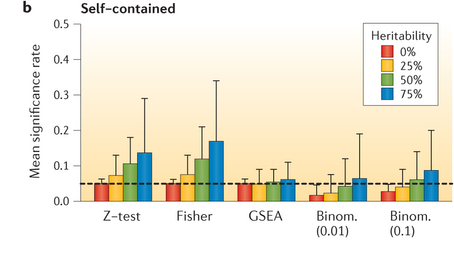 b Self-contained
Mean significance rate
0.5
0.4
0.3
0.2
0.1
0.0
Heritability
0%
25%
50%
75%
Z-test Fisher GSEA Binom. Binom.
(0.01) (0.1)